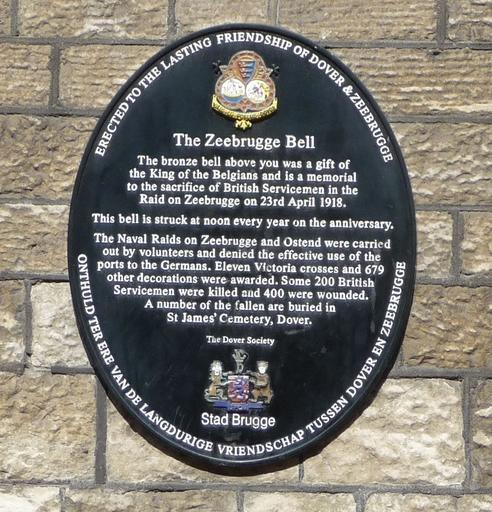 ERECTED TO THE LASTING FRIENDSHIP OF DOVER & ZEEBRUGGE
The Zeebrugge Bell
The bronze bell above you was a gift of
the King of the Belgians and is a memorial
to the sacrifice of British Servicemen in the
Raid on Zeebrugge on 23rd April 1918.
This bell is struck at noon every year on the anniversary.
The Naval Raids on Zeebrugge and Ostend were carried
out by volunteers and denied the effective use of the
ports to the Germans. Eleven Victoria crosses and 679
other decorations were awarded. Some 200 British
Servicemen were killed and 400 were wounded.
A number of the fallen are buried in
St James' Cemetery, Dover.
The Dover Society
Stad Brugge
ONTHULD TER ERE VAN DE LANGDURIGE VRIENDSCHAP TUSSEN DOVER EN ZEEBRUGGE